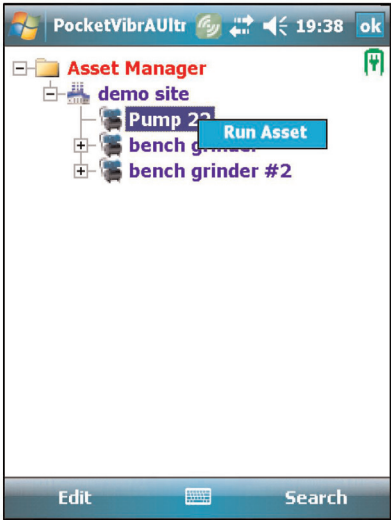 PocketVibrAUltr 19:38 ok
Asset Manager
demo site
Pump 22
Run Asset
bench grinder
bench grinder #2
Edit Search